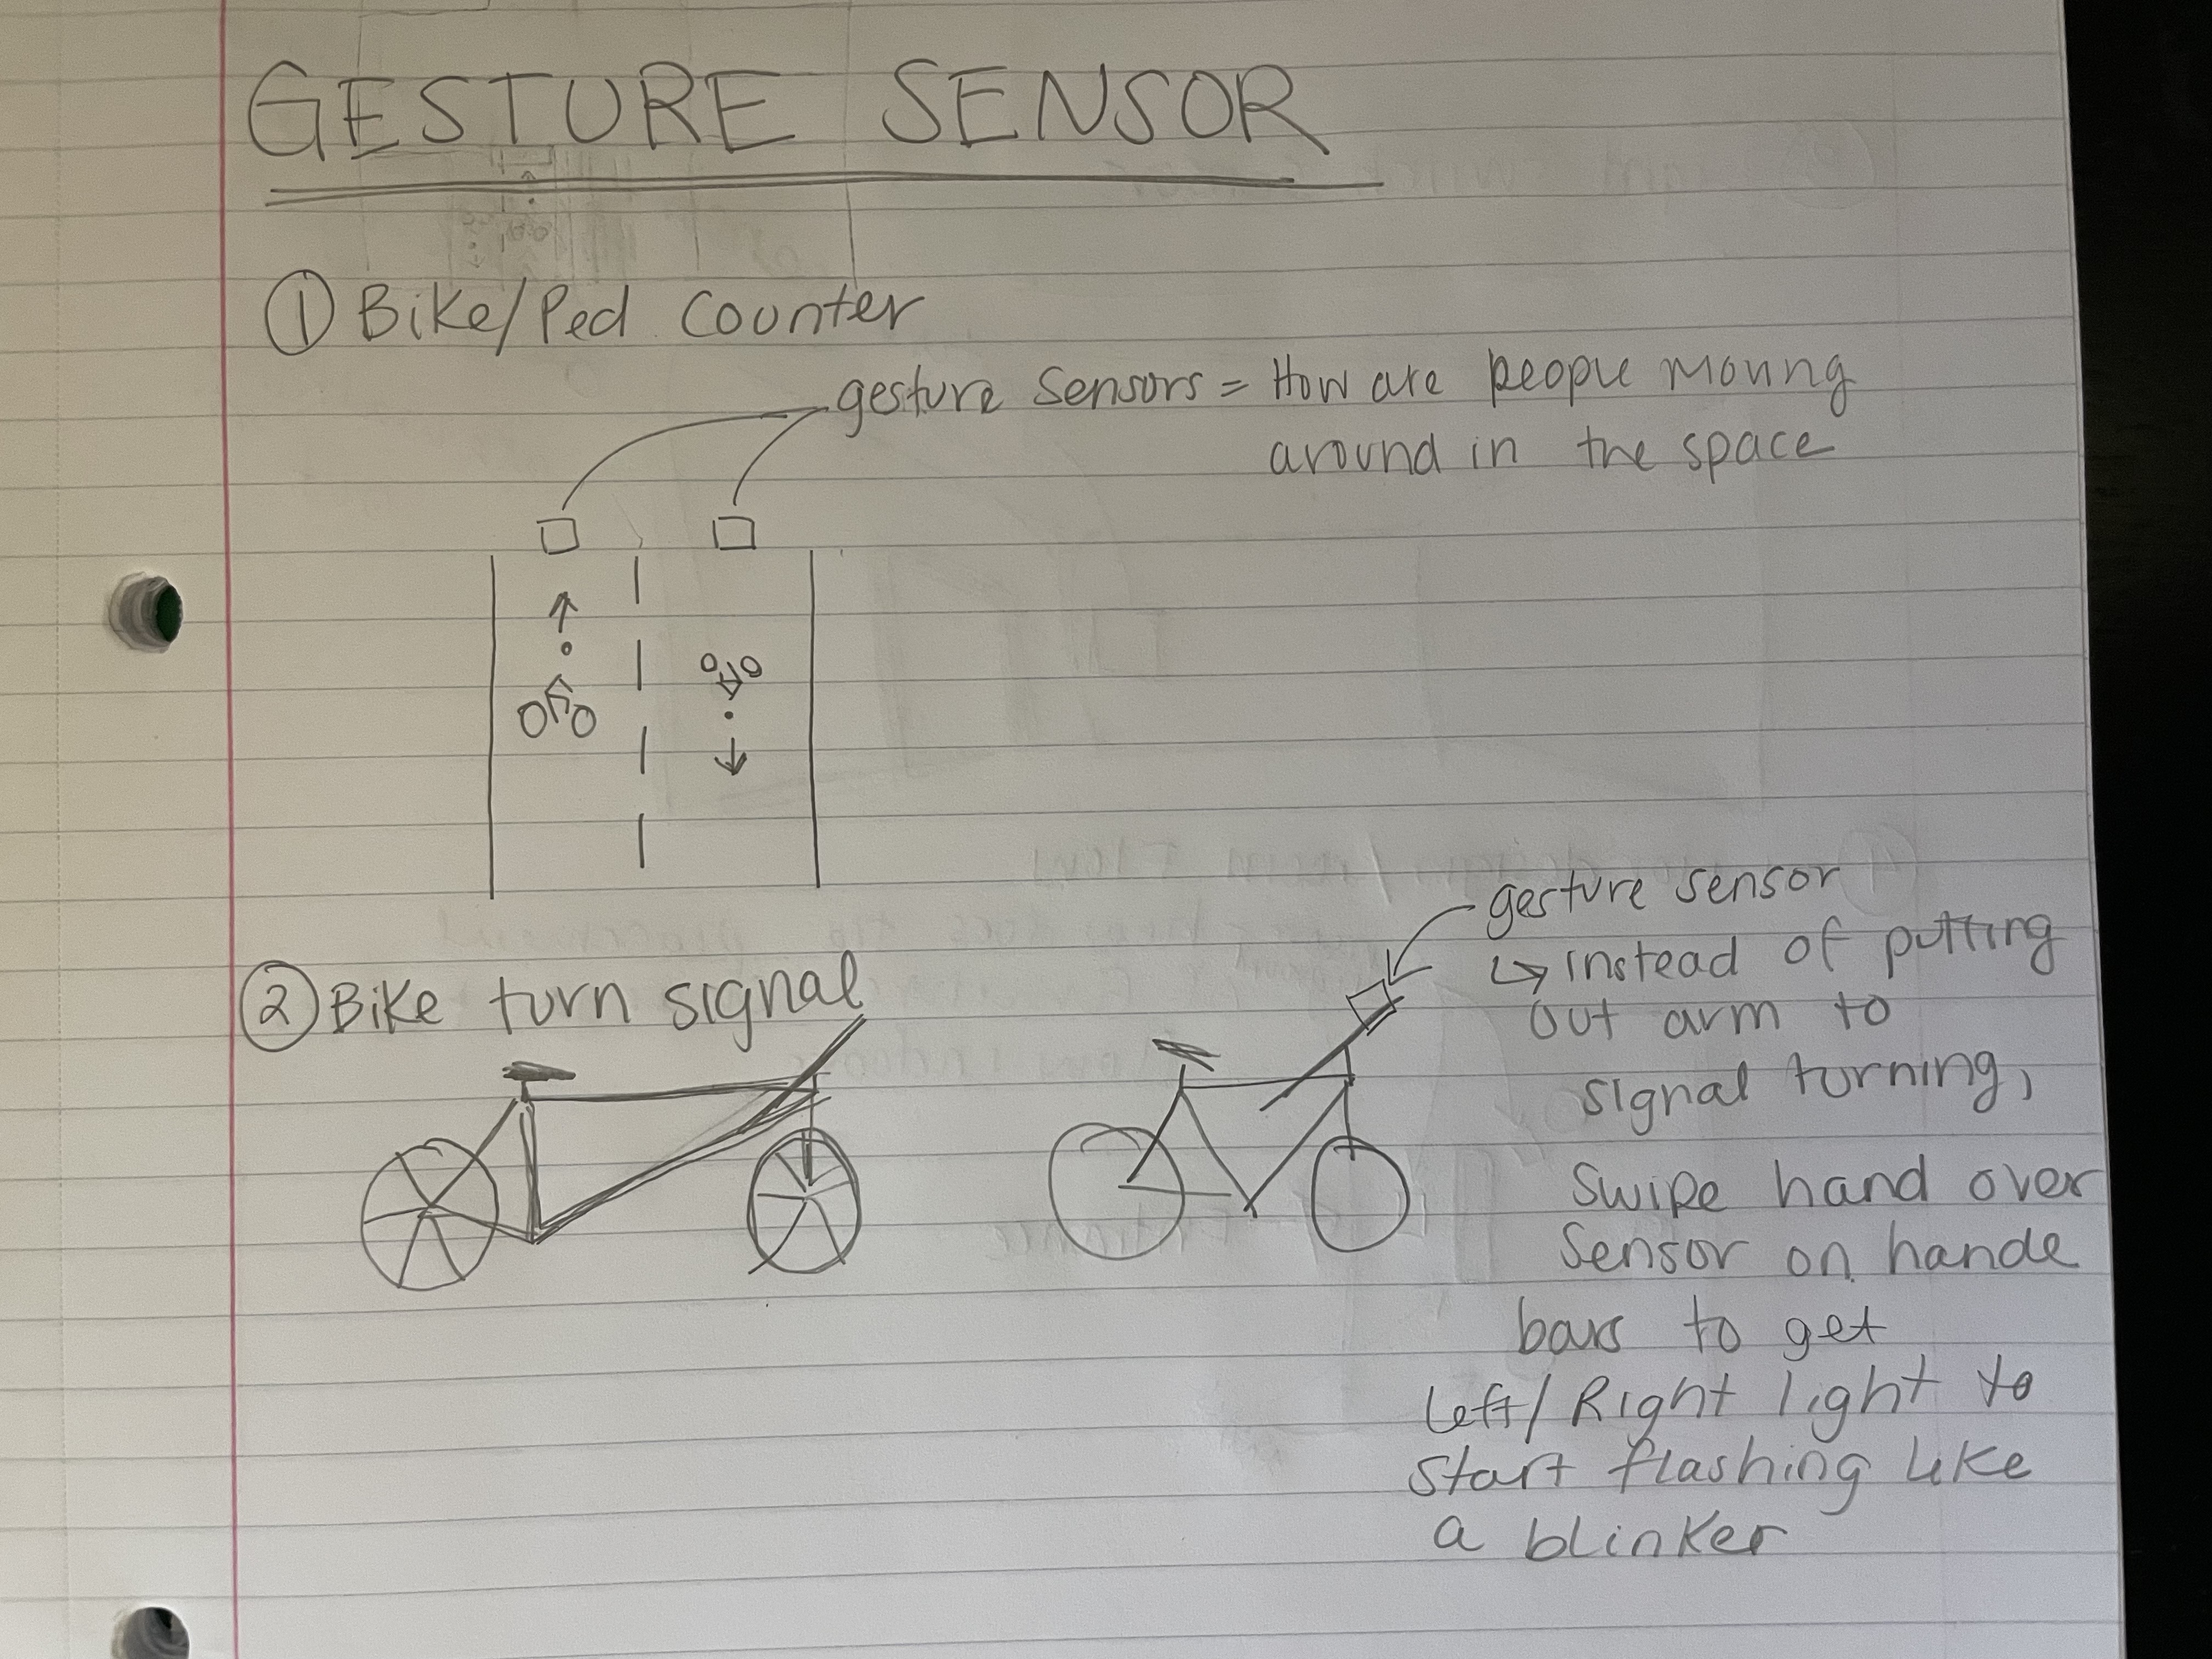 GESTURE SENSOR
① Bike/Ped Counter
gesture sensors = How are people moving
around in the space
② Bike turn signal
gesture sensor
↳ instead of putting
out arm to
signal turning,
Swipe hand over
Sensor on hande
bars to get
Left/Right light to
Start flashing like
a blinker